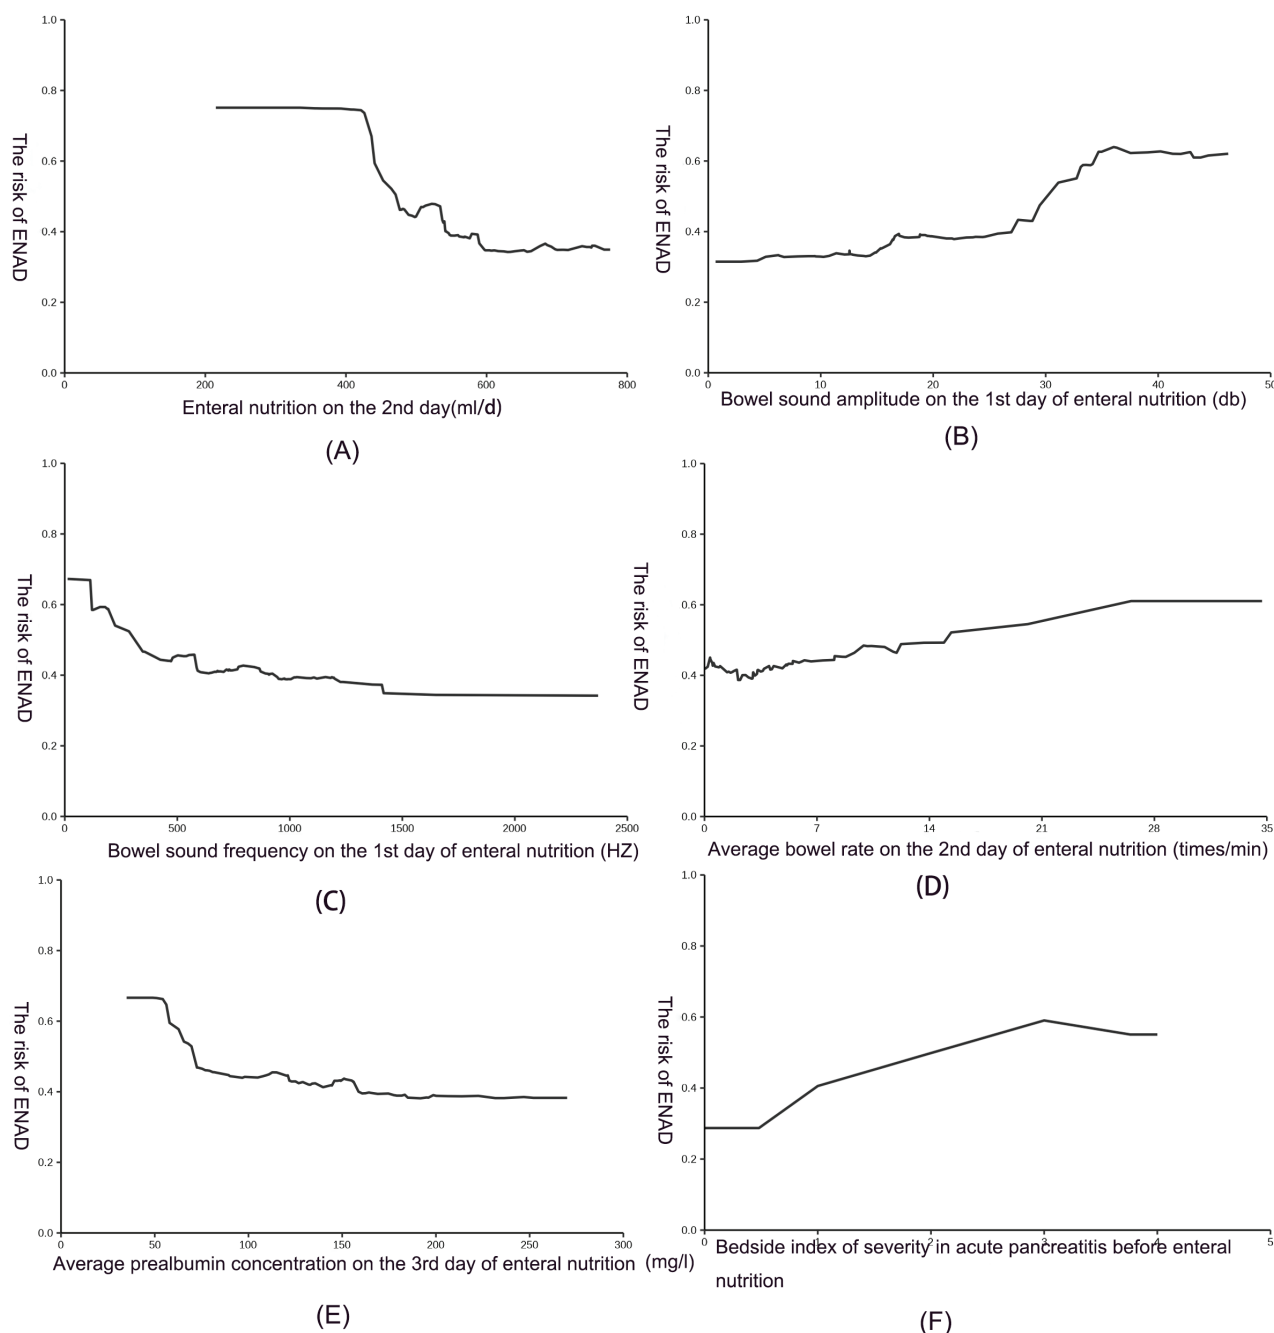 1.0
0.8
0.6
0.4
0.2
0.0
The risk of ENAD
0 200 400 600 800
Enteral nutrition on the 2nd day(ml/d)
(A)
1.0
0.8
0.6
0.4
0.2
0.0
The risk of ENAD
0 10 20 30 40 50
Bowel sound amplitude on the 1st day of enteral nutrition (db)
(B)
1.0
0.8
0.6
0.4
0.2
0.0
The risk of ENAD
0 500 1000 1500 2000 2500
Bowel sound frequency on the 1st day of enteral nutrition (HZ)
(C)
1.0
0.8
0.6
0.4
0.2
0.0
The risk of ENAD
0 7 14 21 28 35
Average bowel rate on the 2nd day of enteral nutrition (times/min)
(D)
1.0
0.8
0.6
0.4
0.2
0.0
The risk of ENAD
0 50 100 150 200 250 300
Average prealbumin concentration on the 3rd day of enteral nutrition (mg/l)
(E)
1.0
0.8
0.6
0.4
0.2
0.0
The risk of ENAD
0 1 2 3 4 5
Bedside index of severity in acute pancreatitis before enteral
nutrition
(F)